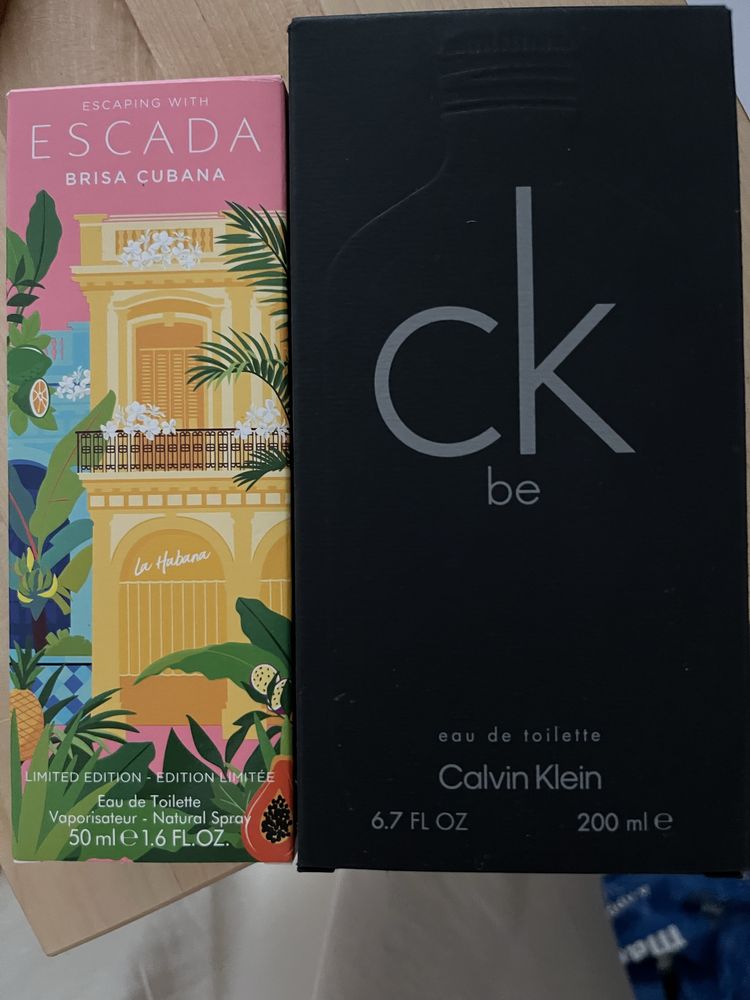 ESCAPING WITH
ESCADA
BRISA CUBANA
La Habana
LIMITED EDITION - EDITION LIMITÉE
Eau de Toilette
Vaporisateur - Natural Spray
50 ml e 1.6 FL.OZ.
ck
be
eau de toilette
Calvin Klein
6.7 FL OZ 200 ml e